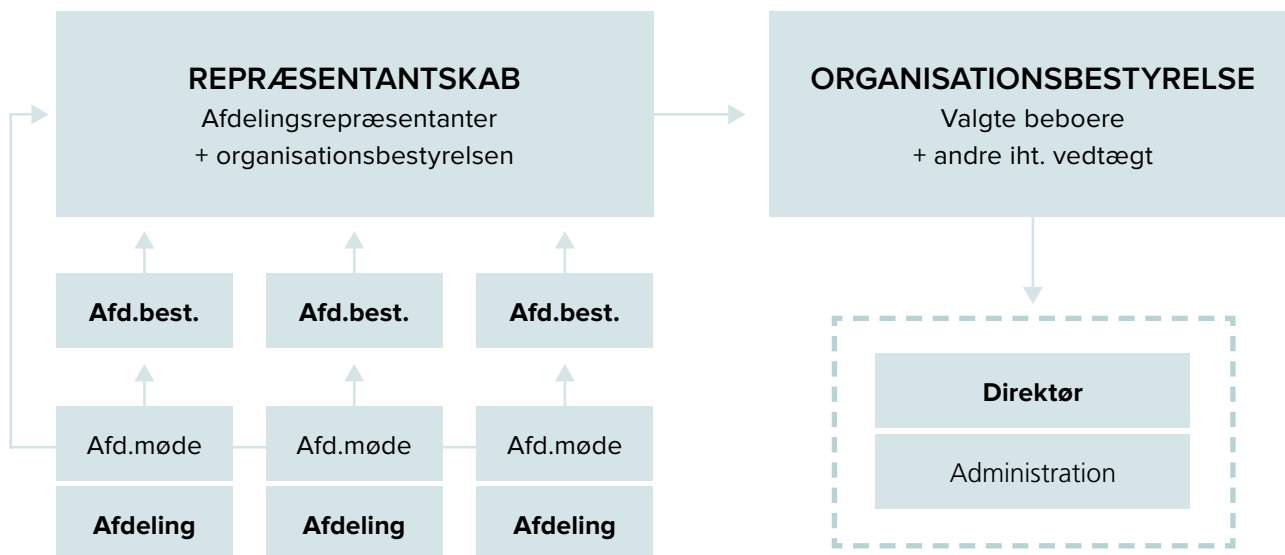 REPRÆSENTANTSKAB
Afdelingsrepræsentanter
+ organisationsbestyrelsen
ORGANISATIONSBESTYRELSE
Valgte beboere
+ andre iht. vedtægt
Afd.best.
Afd.best.
Afd.best.
Afd.møde
Afd.møde
Afd.møde
Afdeling
Afdeling
Afdeling
Direktør
Administration